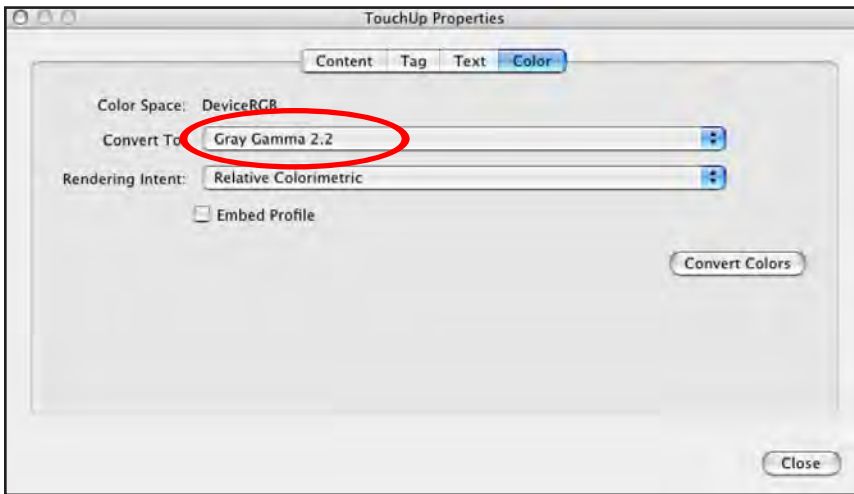 TouchUp Properties
Content Tag Text Color
Color Space: DeviceRGB
Convert To Gray Gamma 2.2
Rendering Intent: Relative Colorimetric
Embed Profile
Convert Colors
Close